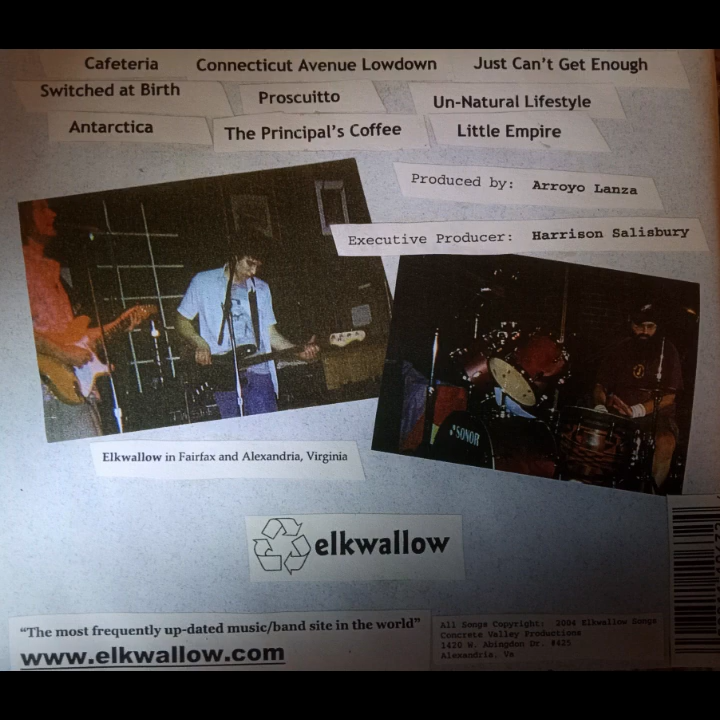 Cafeteria Connecticut Avenue Lowdown Just Can't Get Enough
Switched at Birth Proscuitto Un-Natural Lifestyle
Antarctica The Principal's Coffee Little Empire
Produced by: Arroyo Lanza
Executive Producer: Harrison Salisbury
SONOR
Elkwallow in Fairfax and Alexandria, Virginia
elkwallow
"The most frequently up-dated music/band site in the world"
www.elkwallow.com
All Songs Copyright: 2004 Elkwallow Songs
Concrete Valley Productions
1420 W. Abingdon Dr. #425
Alexandria, Va